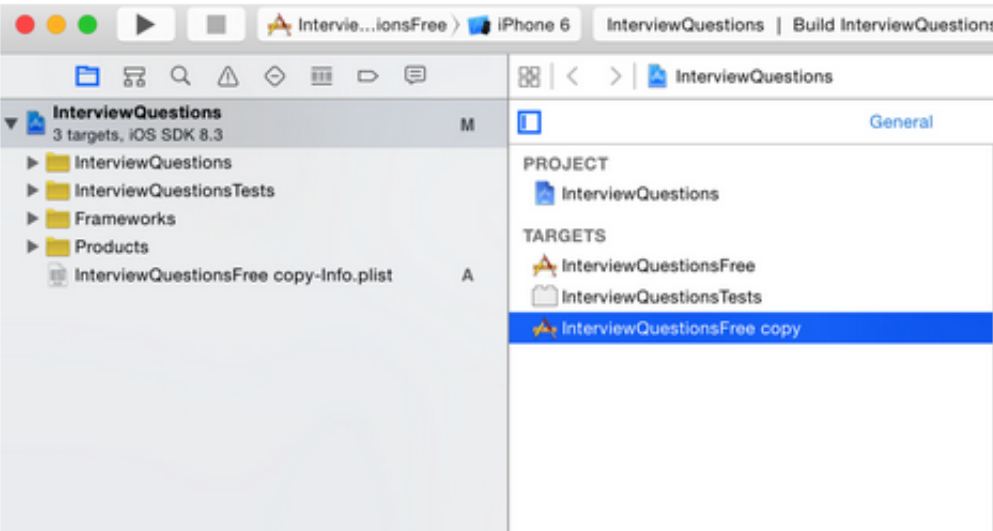 Intervie...ionsFree 〉 iPhone 6
InterviewQuestions | Build InterviewQuestions
InterviewQuestions
3 targets, iOS SDK 8.3
M
InterviewQuestions
InterviewQuestionsTests
Frameworks
Products
InterviewQuestionsFree copy-Info.plist
A
InterviewQuestions
General
PROJECT
InterviewQuestions
TARGETS
InterviewQuestionsFree
InterviewQuestionsTests
InterviewQuestionsFree copy